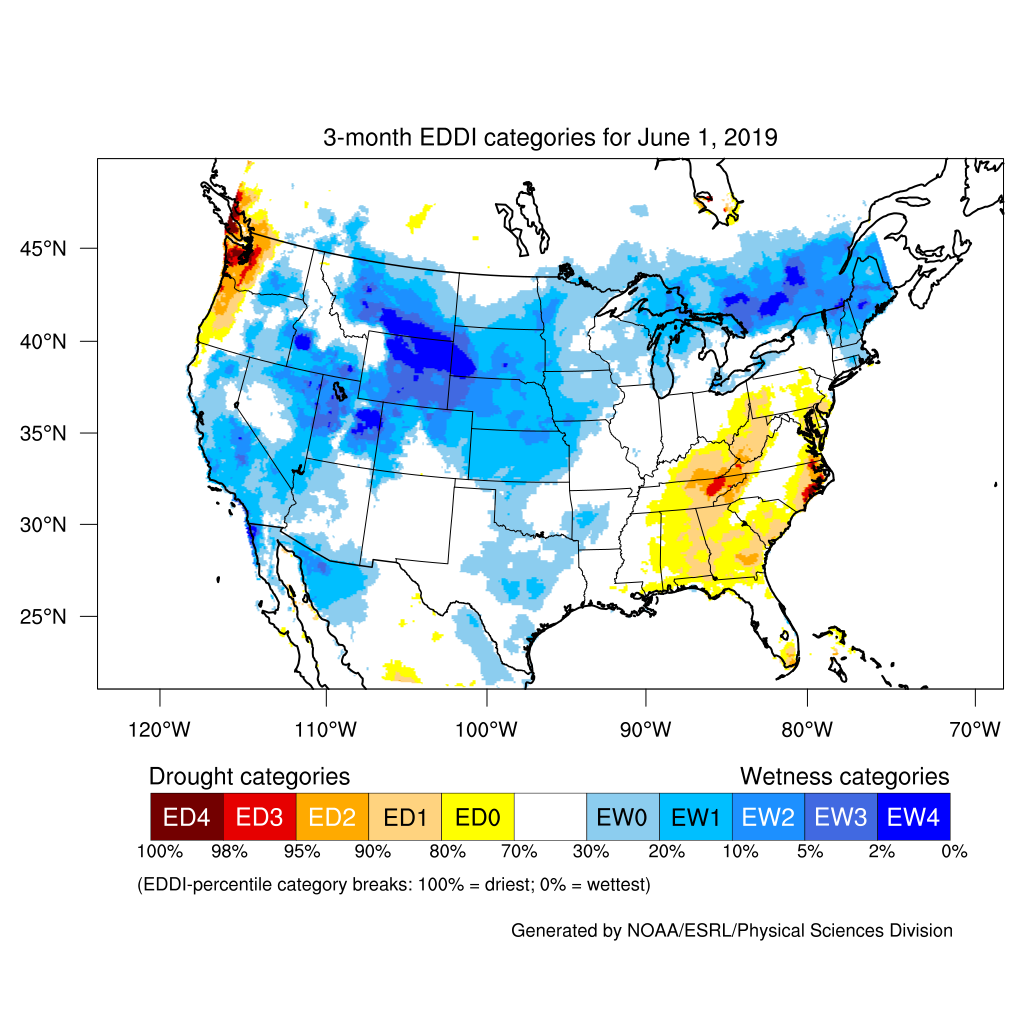 3-month EDDI categories for June 1, 2019
45°N
40°N
35°N
30°N
25°N
120°W 110°W 100°W 90°W 80°W 70°W
Drought categories Wetness categories
ED4 ED3 ED2 ED1 ED0 EW0 EW1 EW2 EW3 EW4
100% 98% 95% 90% 80% 70% 30% 20% 10% 5% 2% 0%
(EDDI-percentile category breaks: 100% = driest; 0% = wettest)
Generated by NOAA/ESRL/Physical Sciences Division